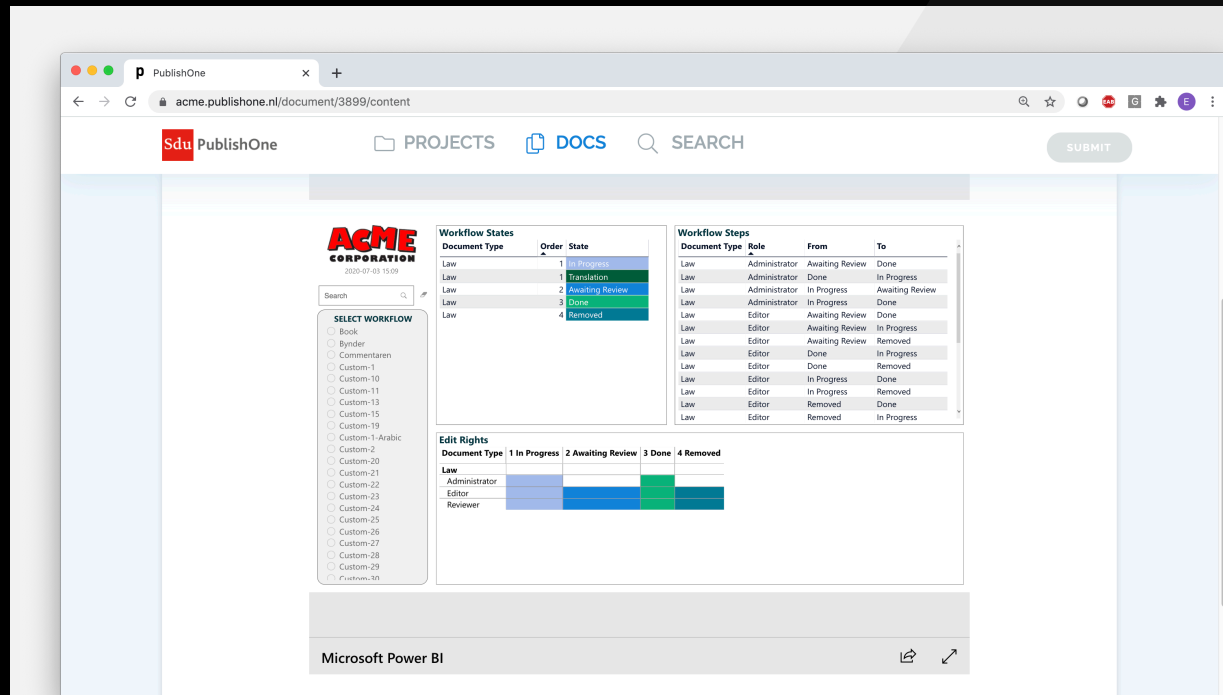 PublishOne
acme.publishone.nl/document/3899/content
EAB
G
E
Sdu PublishOne
PROJECTS
DOCS
SEARCH
SUBMIT
ACME
CORPORATION
2020-07-03 15:09
Search
SELECT WORKFLOW
Book
Bynder
Commentaren
Custom-1
Custom-10
Custom-11
Custom-13
Custom-15
Custom-19
Custom-1-Arabic
Custom-2
Custom-20
Custom-21
Custom-22
Custom-23
Custom-24
Custom-25
Custom-26
Custom-27
Custom-28
Custom-29
Custom-30
Workflow States
Document Type Order State
Law 1 In Progress
Law 1 Translation
Law 2 Awaiting Review
Law 3 Done
Law 4 Removed
Workflow Steps
Document Type Role From To
Law Administrator Awaiting Review Done
Law Administrator Done In Progress
Law Administrator In Progress Awaiting Review
Law Administrator In Progress Done
Law Editor Awaiting Review Done
Law Editor Awaiting Review In Progress
Law Editor Awaiting Review Removed
Law Editor Done In Progress
Law Editor Done Removed
Law Editor In Progress Done
Law Editor In Progress Removed
Law Editor Removed Done
Law Editor Removed In Progress
Edit Rights
Document Type 1 In Progress 2 Awaiting Review 3 Done 4 Removed
Law
Administrator
Editor
Reviewer
Microsoft Power BI